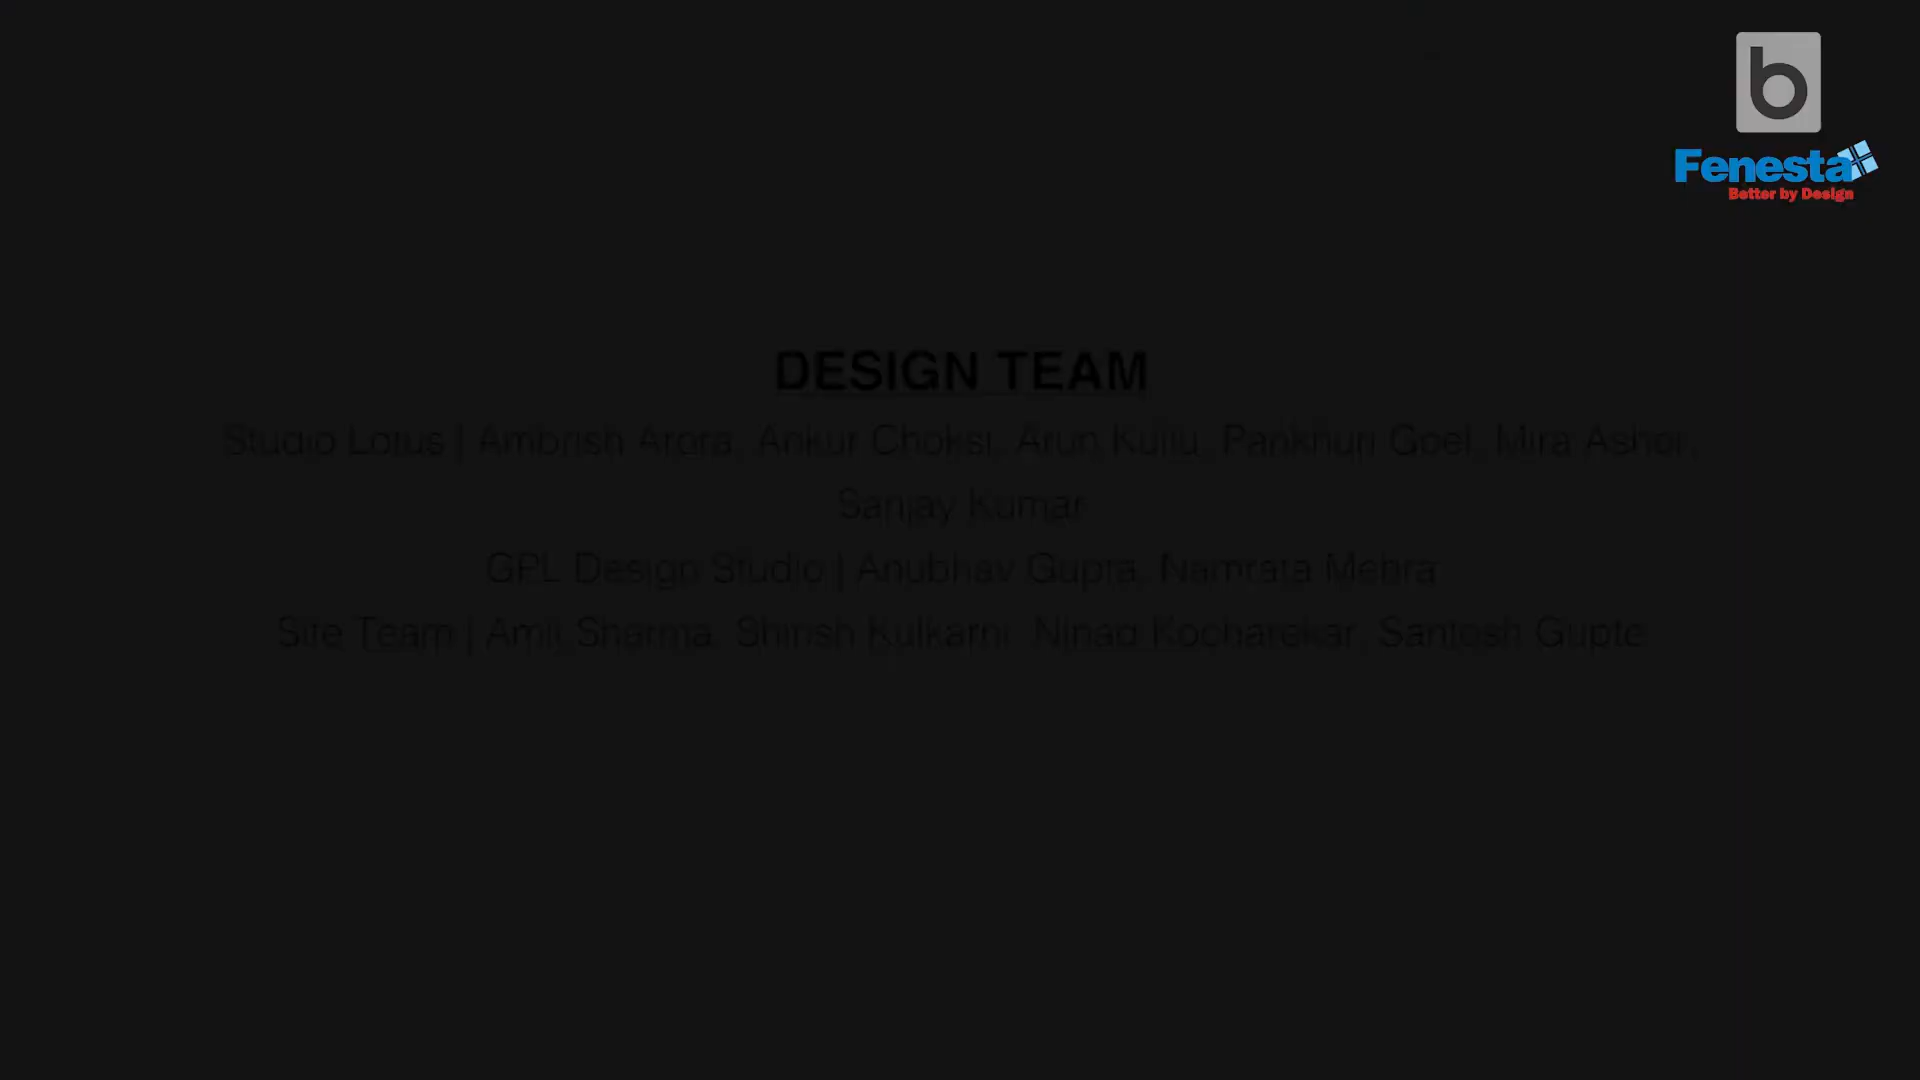 b
Fenesta
Better by Design
DESIGN TEAM
Studio Lotus | Ambrish Arora, Ankur Choksi, Arun Kullu, Pankhuri Goel, Mira Asher,
Sanjay Kumar
GPL Design Studio | Anubhav Gupta, Namrata Mehra
Site Team | Amit Sharma, Shirish Kulkarni, Ninad Kocharekar, Santosh Gupte